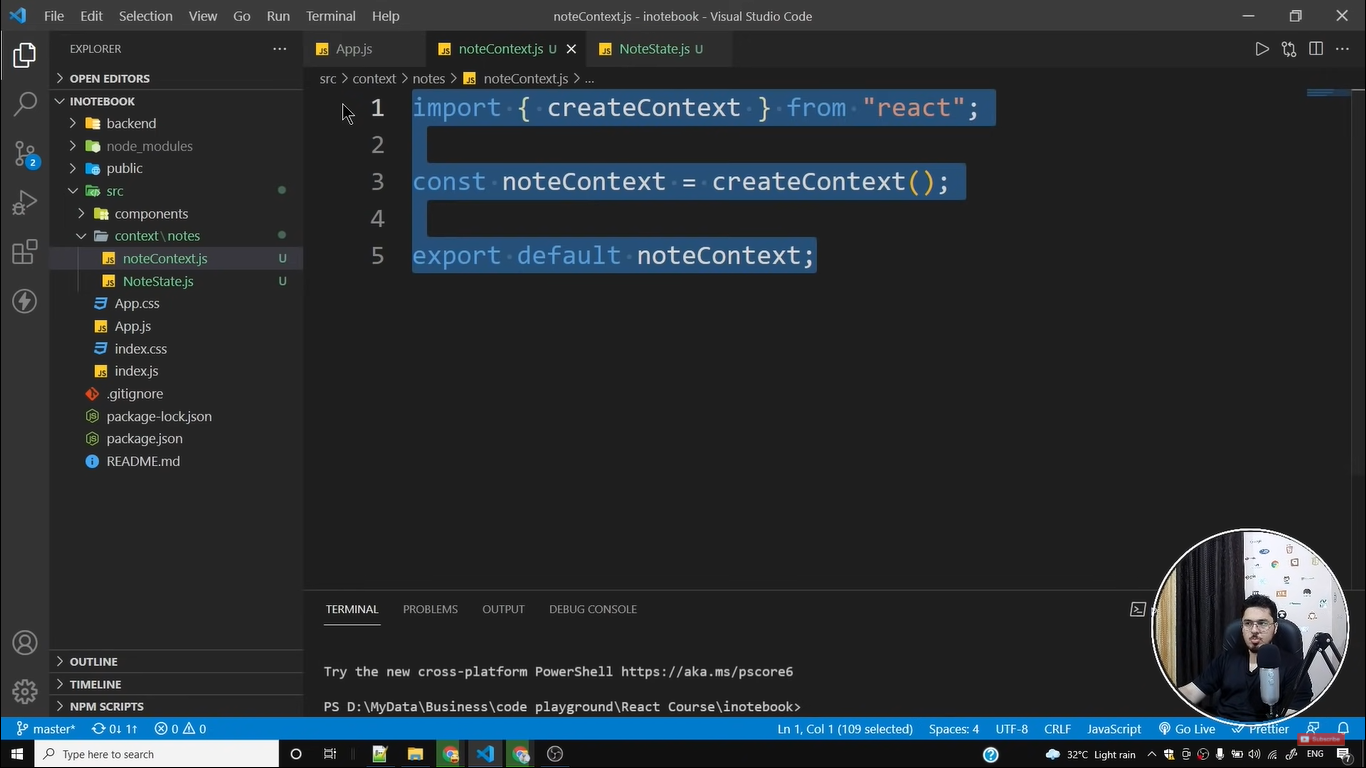 File Edit Selection View Go Run Terminal Help
noteContext.js - inotebook - Visual Studio Code
EXPLORER
App.js
noteContext.js U
NoteState.js U
OPEN EDITORS
src > context > notes > noteContext.js > ...
INOTEBOOK
backend
node_modules
public
src
components
context\notes
noteContext.js U
NoteState.js U
App.css
App.js
index.css
index.js
.gitignore
package-lock.json
package.json
README.md
OUTLINE
TIMELINE
NPM SCRIPTS
2
1 import { createContext } from "react";
2
3 const noteContext = createContext();
4
5 export default noteContext;
TERMINAL PROBLEMS OUTPUT DEBUG CONSOLE
Try the new cross-platform PowerShell https://aka.ms/pscore6
PS D:\MyData\Business\code playground\React Course\inotebook>
master* 0↓ 1↑ 0 0
Ln 1, Col 1 (109 selected) Spaces: 4 UTF-8 CRLF JavaScript Go Live Prettier
Subscribe
Type here to search
32°C Light rain
ENG